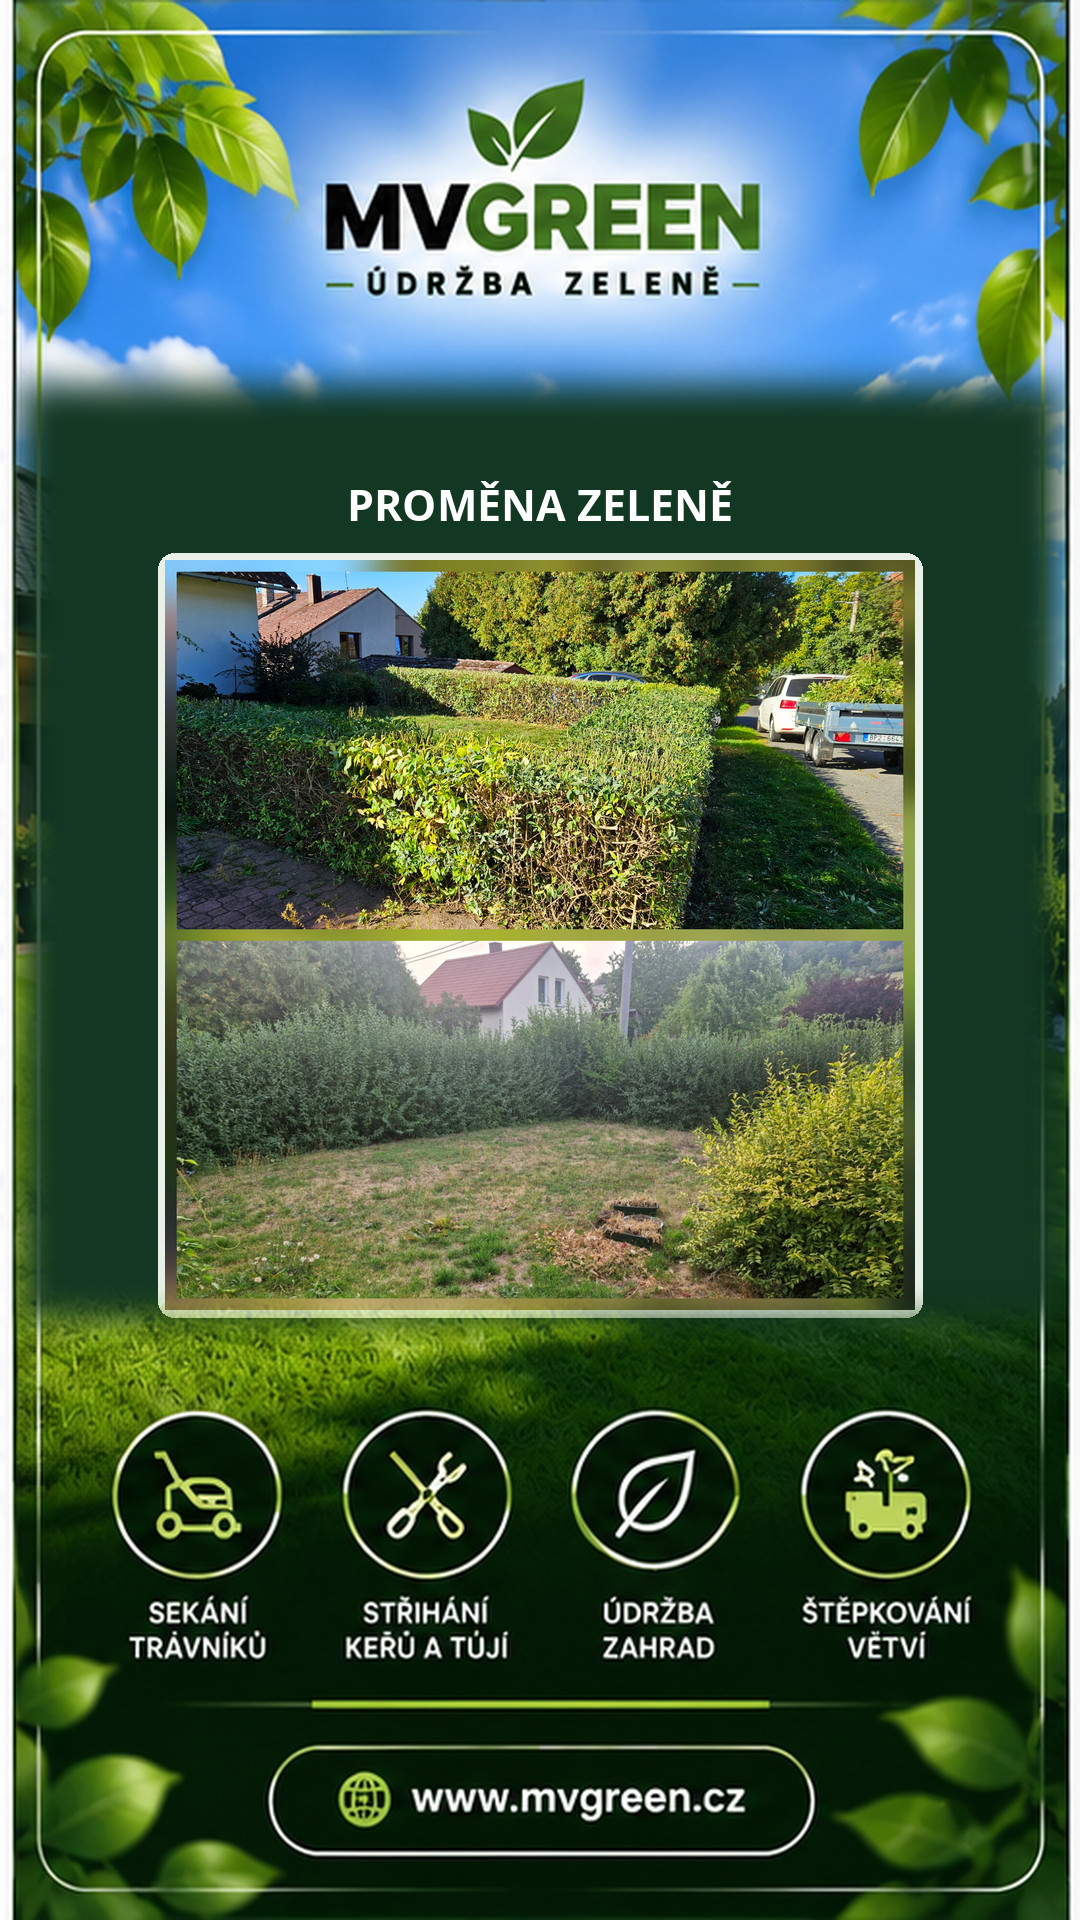 MVGREEN
ÚDRŽBA ZELENĚ
PROMĚNA ZELENĚ
SEKÁNÍ
TRÁVNÍKŮ
STŘIHÁNÍ
KEŘŮ A TÚJÍ
ÚDRŽBA
ZAHRAD
ŠTĚPKOVÁNÍ
VĚTVÍ
www.mvgreen.cz